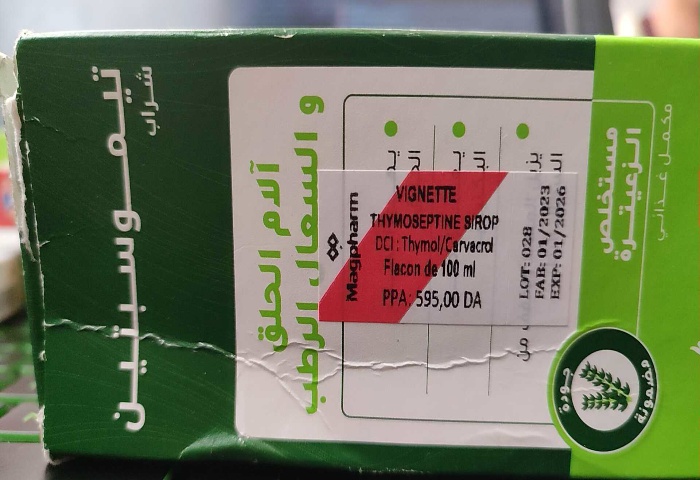 تيموسبتين
شراب
آلام الحلق
و السعال الرطب
VIGNETTE
THYMOSEPTINE SIROP
DCI : Thymol/Carvacrol
Flacon de 100 ml
PPA: 595,00 DA
Magpharm
LOT: 028
FAB: 01/2023
EXP: 01/2026
مكمل غذائي
مستخلص
الزعيترة
جودة
مضمونة